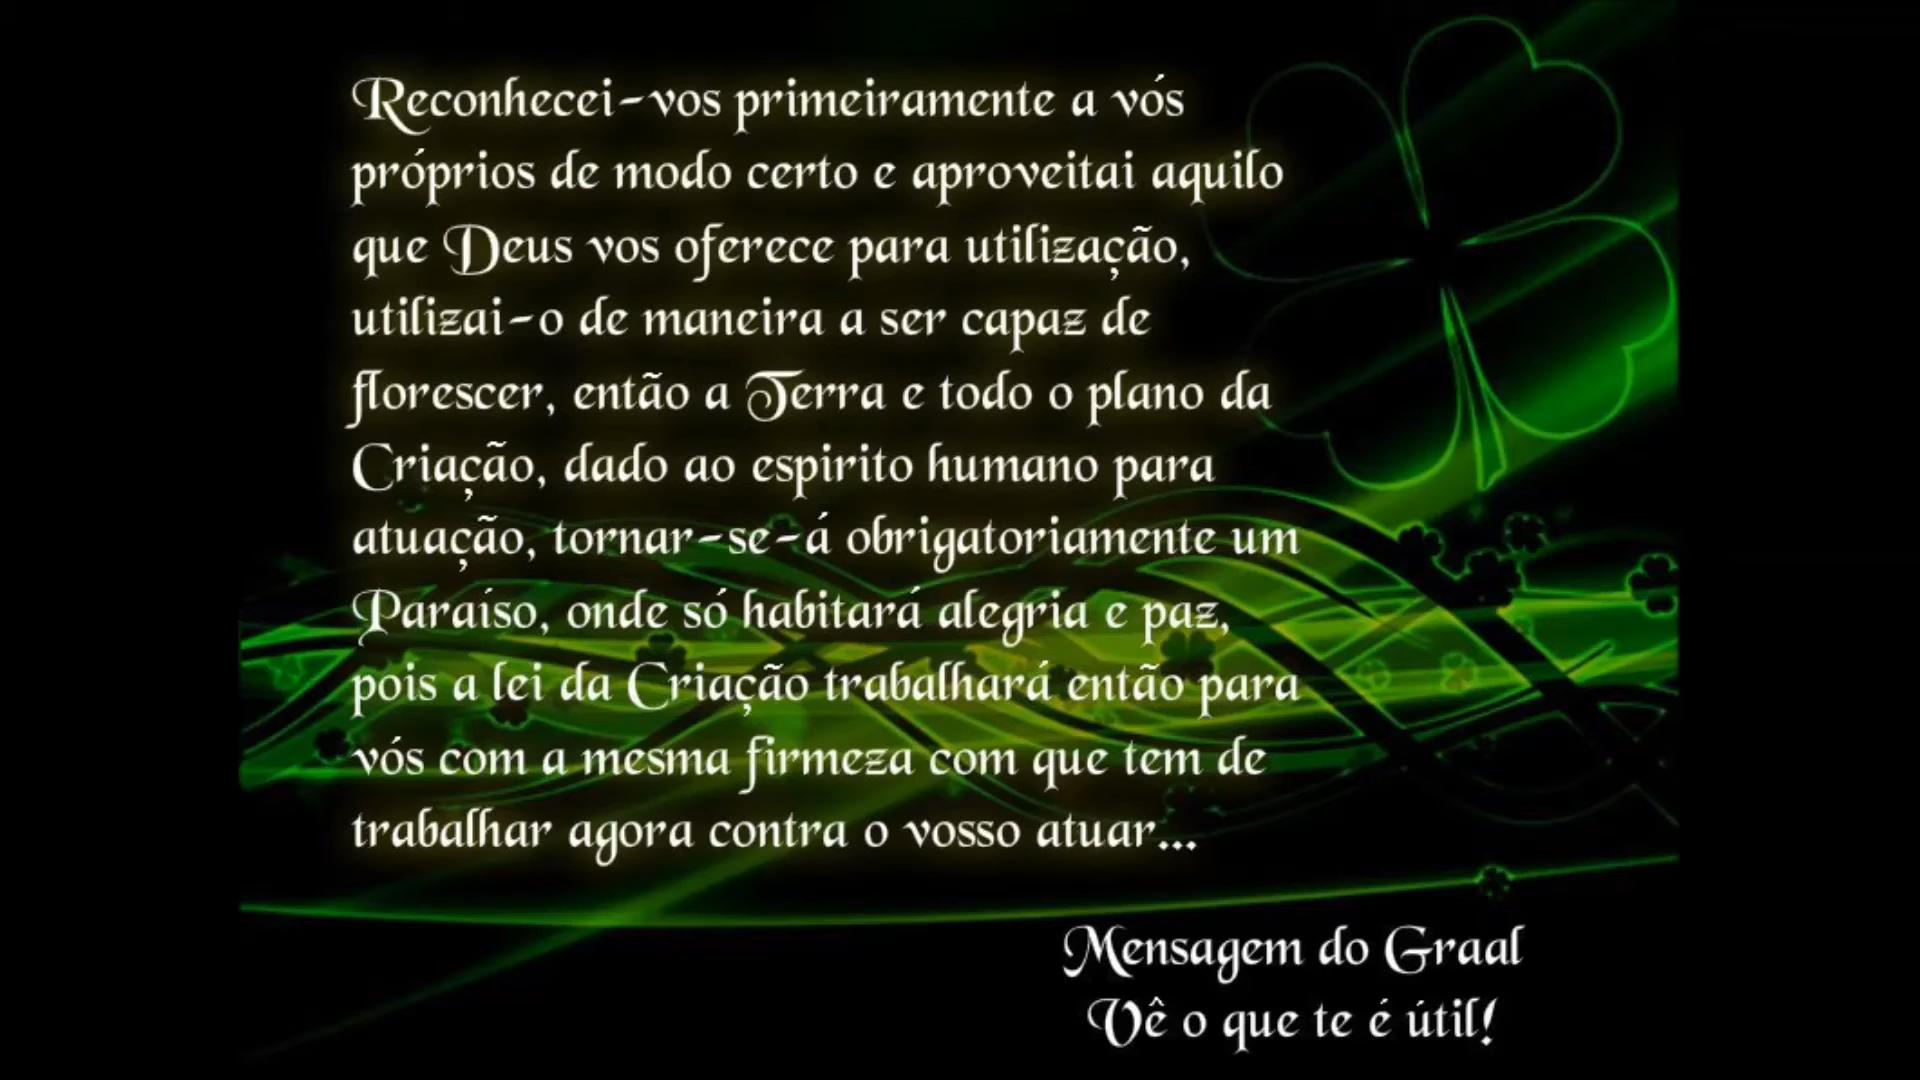 Reconhecei-vos primeiramente a vós
próprios de modo certo e aproveitai aquilo
que Deus vos oferece para utilização,
utilizai-o de maneira a ser capaz de
florescer, então a Terra e todo o plano da
Criação, dado ao espirito humano para
atuação, tornar-se-á obrigatoriamente um
Paraíso, onde só habitará alegria e paz,
pois a lei da Criação trabalhará então para
vós com a mesma firmeza com que tem de
trabalhar agora contra o vosso atuar...
Mensagem do Graal
Vê o que te é útil!